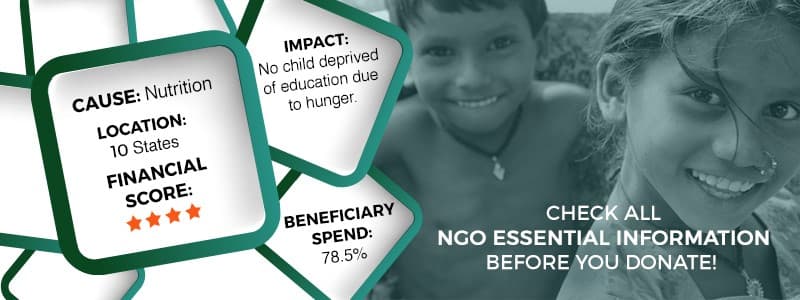 CAUSE: Nutrition
LOCATION:
10 States
FINANCIAL
SCORE:
IMPACT:
No child deprived
of education due
to hunger.
BENEFICIARY
SPEND:
78.5%
CHECK ALL
NGO ESSENTIAL INFORMATION
BEFORE YOU DONATE!